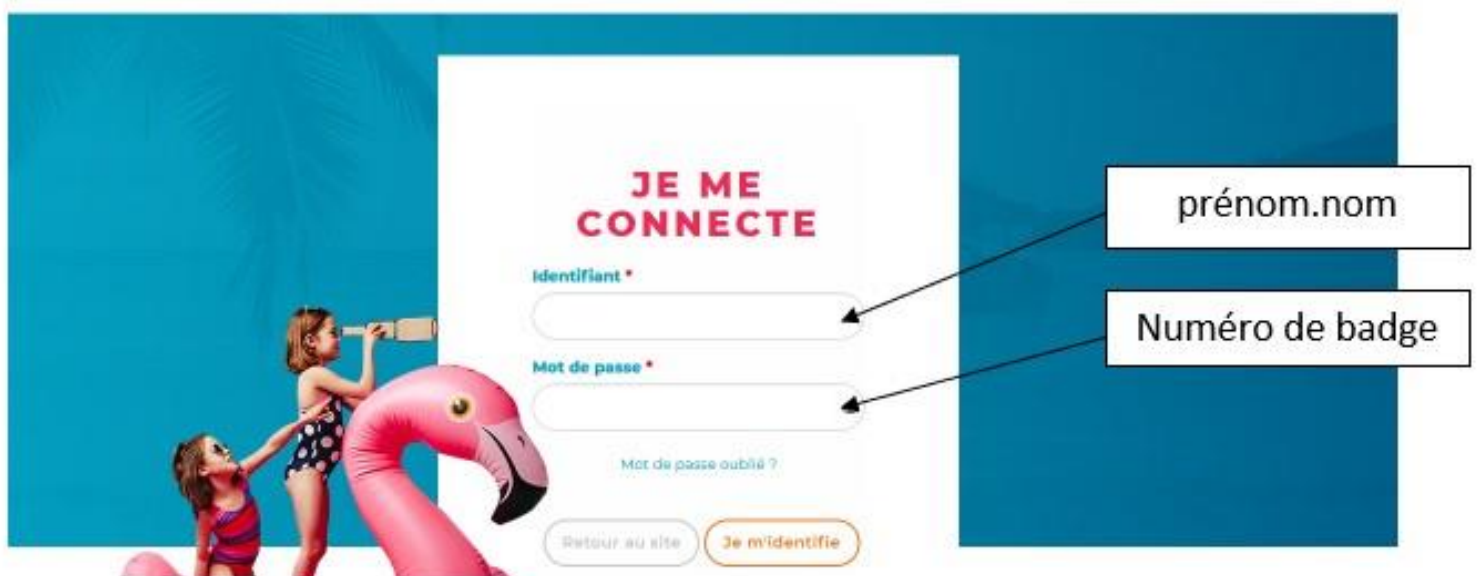 JE ME
CONNECTE
Identifiant *
prénom.nom
Mot de passe *
Numéro de badge
Mot de passe oublié ?
Retour au site
Je m'identifie